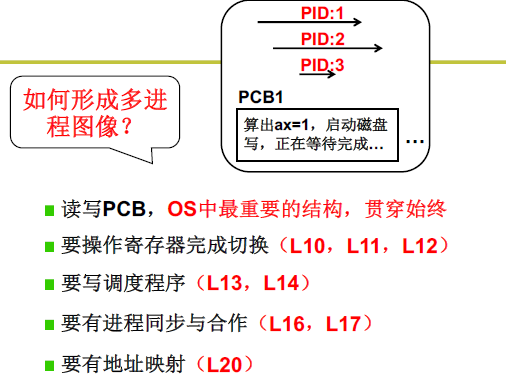 PID:1
PID:2
PID:3
PCB1
算出ax=1，启动磁盘
写，正在等待完成…
…
如何形成多进
程图像？
读写PCB，OS中最重要的结构，贯穿始终
要操作寄存器完成切换（L10，L11，L12）
要写调度程序（L13，L14）
要有进程同步与合作（L16，L17）
要有地址映射（L20）